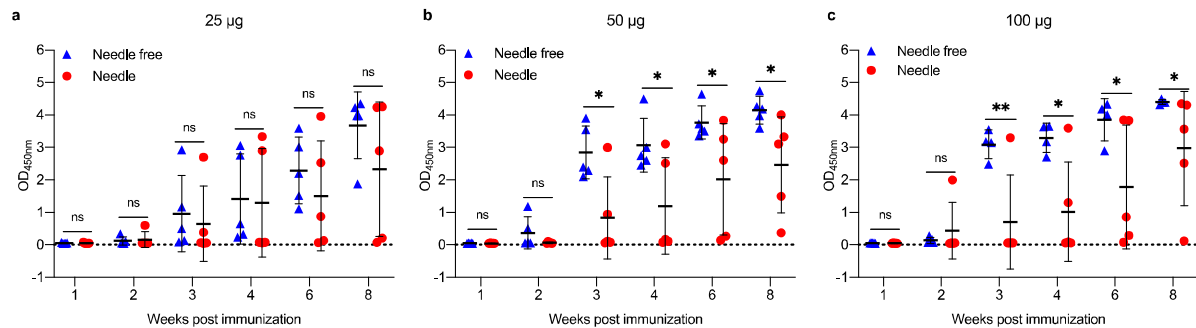 a
25 µg
Needle free
Needle
OD450nm
6
5
4
3
2
1
0
-1
ns
ns
ns
ns
ns
ns
1 2 3 4 6 8
Weeks post immunization
b
50 µg
Needle free
Needle
OD450nm
6
5
4
3
2
1
0
-1
ns
ns
*
*
*
*
1 2 3 4 6 8
Weeks post immunization
c
100 µg
Needle free
Needle
OD450nm
6
5
4
3
2
1
0
-1
ns
ns
**
*
*
*
1 2 3 4 6 8
Weeks post immunization